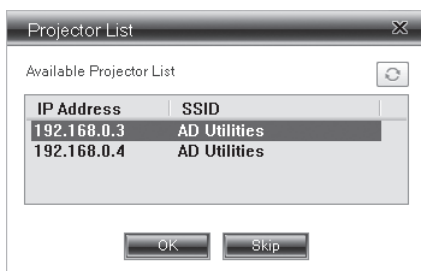 Projector List
Available Projector List
IP Address SSID
192.168.0.3 AD Utilities
192.168.0.4 AD Utilities
OK Skip